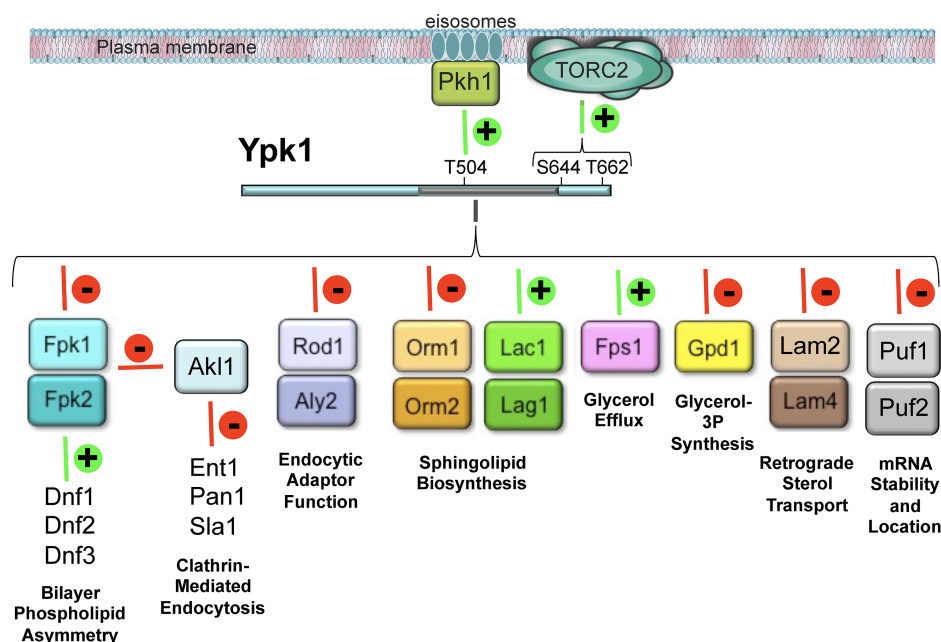 eisosomes
Plasma membrane
Pkh1
TORC2
+
+
Ypk1
T504
S644 T662
-
-
-
+
+
-
-
-
Fpk1
Fpk2
-
Akl1
Rod1
Aly2
Orm1
Orm2
Lac1
Lag1
Fps1
Gpd1
Lam2
Lam4
Puf1
Puf2
+
-
Dnf1
Dnf2
Dnf3
Bilayer
Phospholipid
Asymmetry
Ent1
Pan1
Sla1
Clathrin-
Mediated
Endocytosis
Endocytic
Adaptor
Function
Sphingolipid
Biosynthesis
Glycerol
Efflux
Glycerol-
3P
Synthesis
Retrograde
Sterol
Transport
mRNA
Stability
and
Location